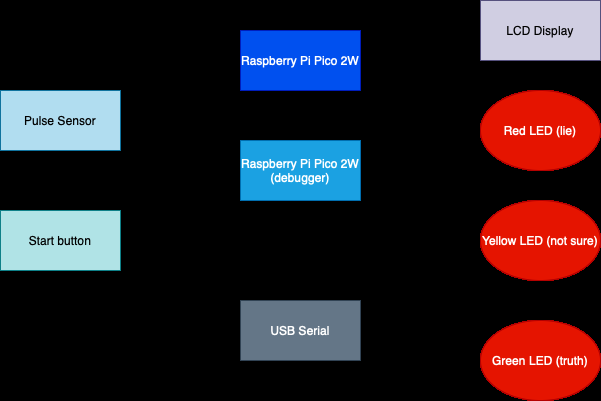 LCD Display
Raspberry Pi Pico 2W
Pulse Sensor
Red LED (lie)
Raspberry Pi Pico 2W
(debugger)
Start button
Yellow LED (not sure)
USB Serial
Green LED (truth)